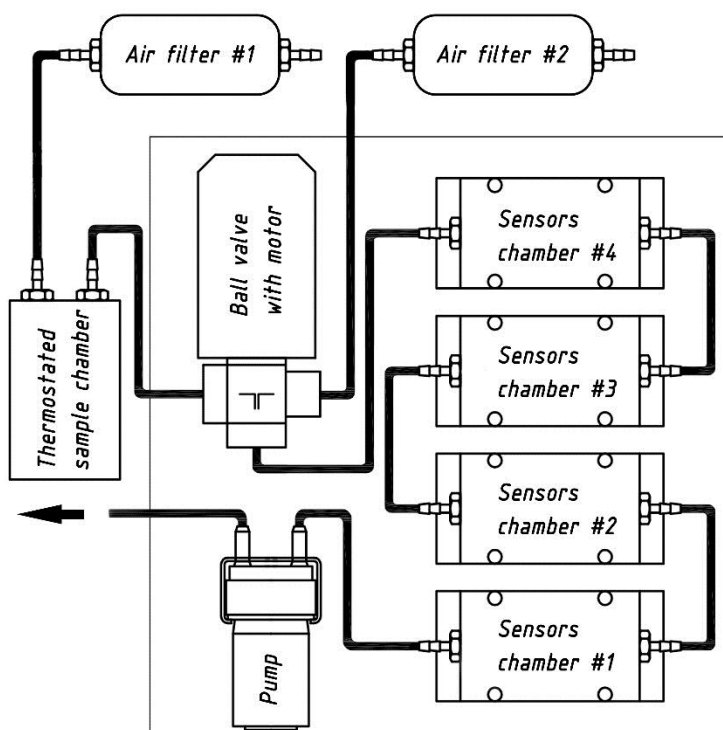 Air filter #1
Air filter #2
Ball valve
with motor
Sensors
chamber #4
Thermostated
sample chamber
Sensors
chamber #3
Sensors
chamber #2
Sensors
chamber #1
Pump